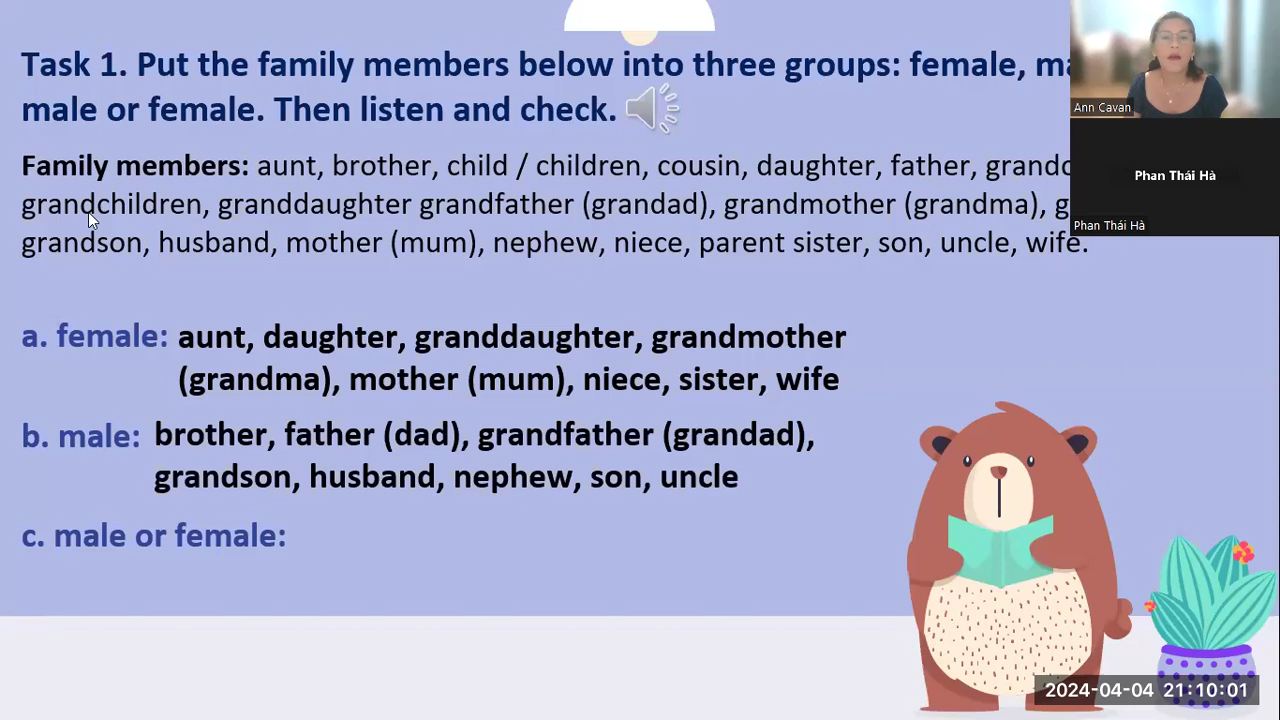 Task 1. Put the family members below into three groups: female,
male or female. Then listen and check.
Family members: aunt, brother, child / children, cousin, daughter, father,
grandchildren, granddaughter grandfather (grandad), grandmother (grandma),
grandson, husband, mother (mum), nephew, niece, parent sister, son, uncle, wife.
a. female: aunt, daughter, granddaughter, grandmother
(grandma), mother (mum), niece, sister, wife
b. male: brother, father (dad), grandfather (grandad),
grandson, husband, nephew, son, uncle
c. male or female:
Ann Cavan
Phan Thái Hà
Phan Thái Hà
2024-04-04 21:10:01